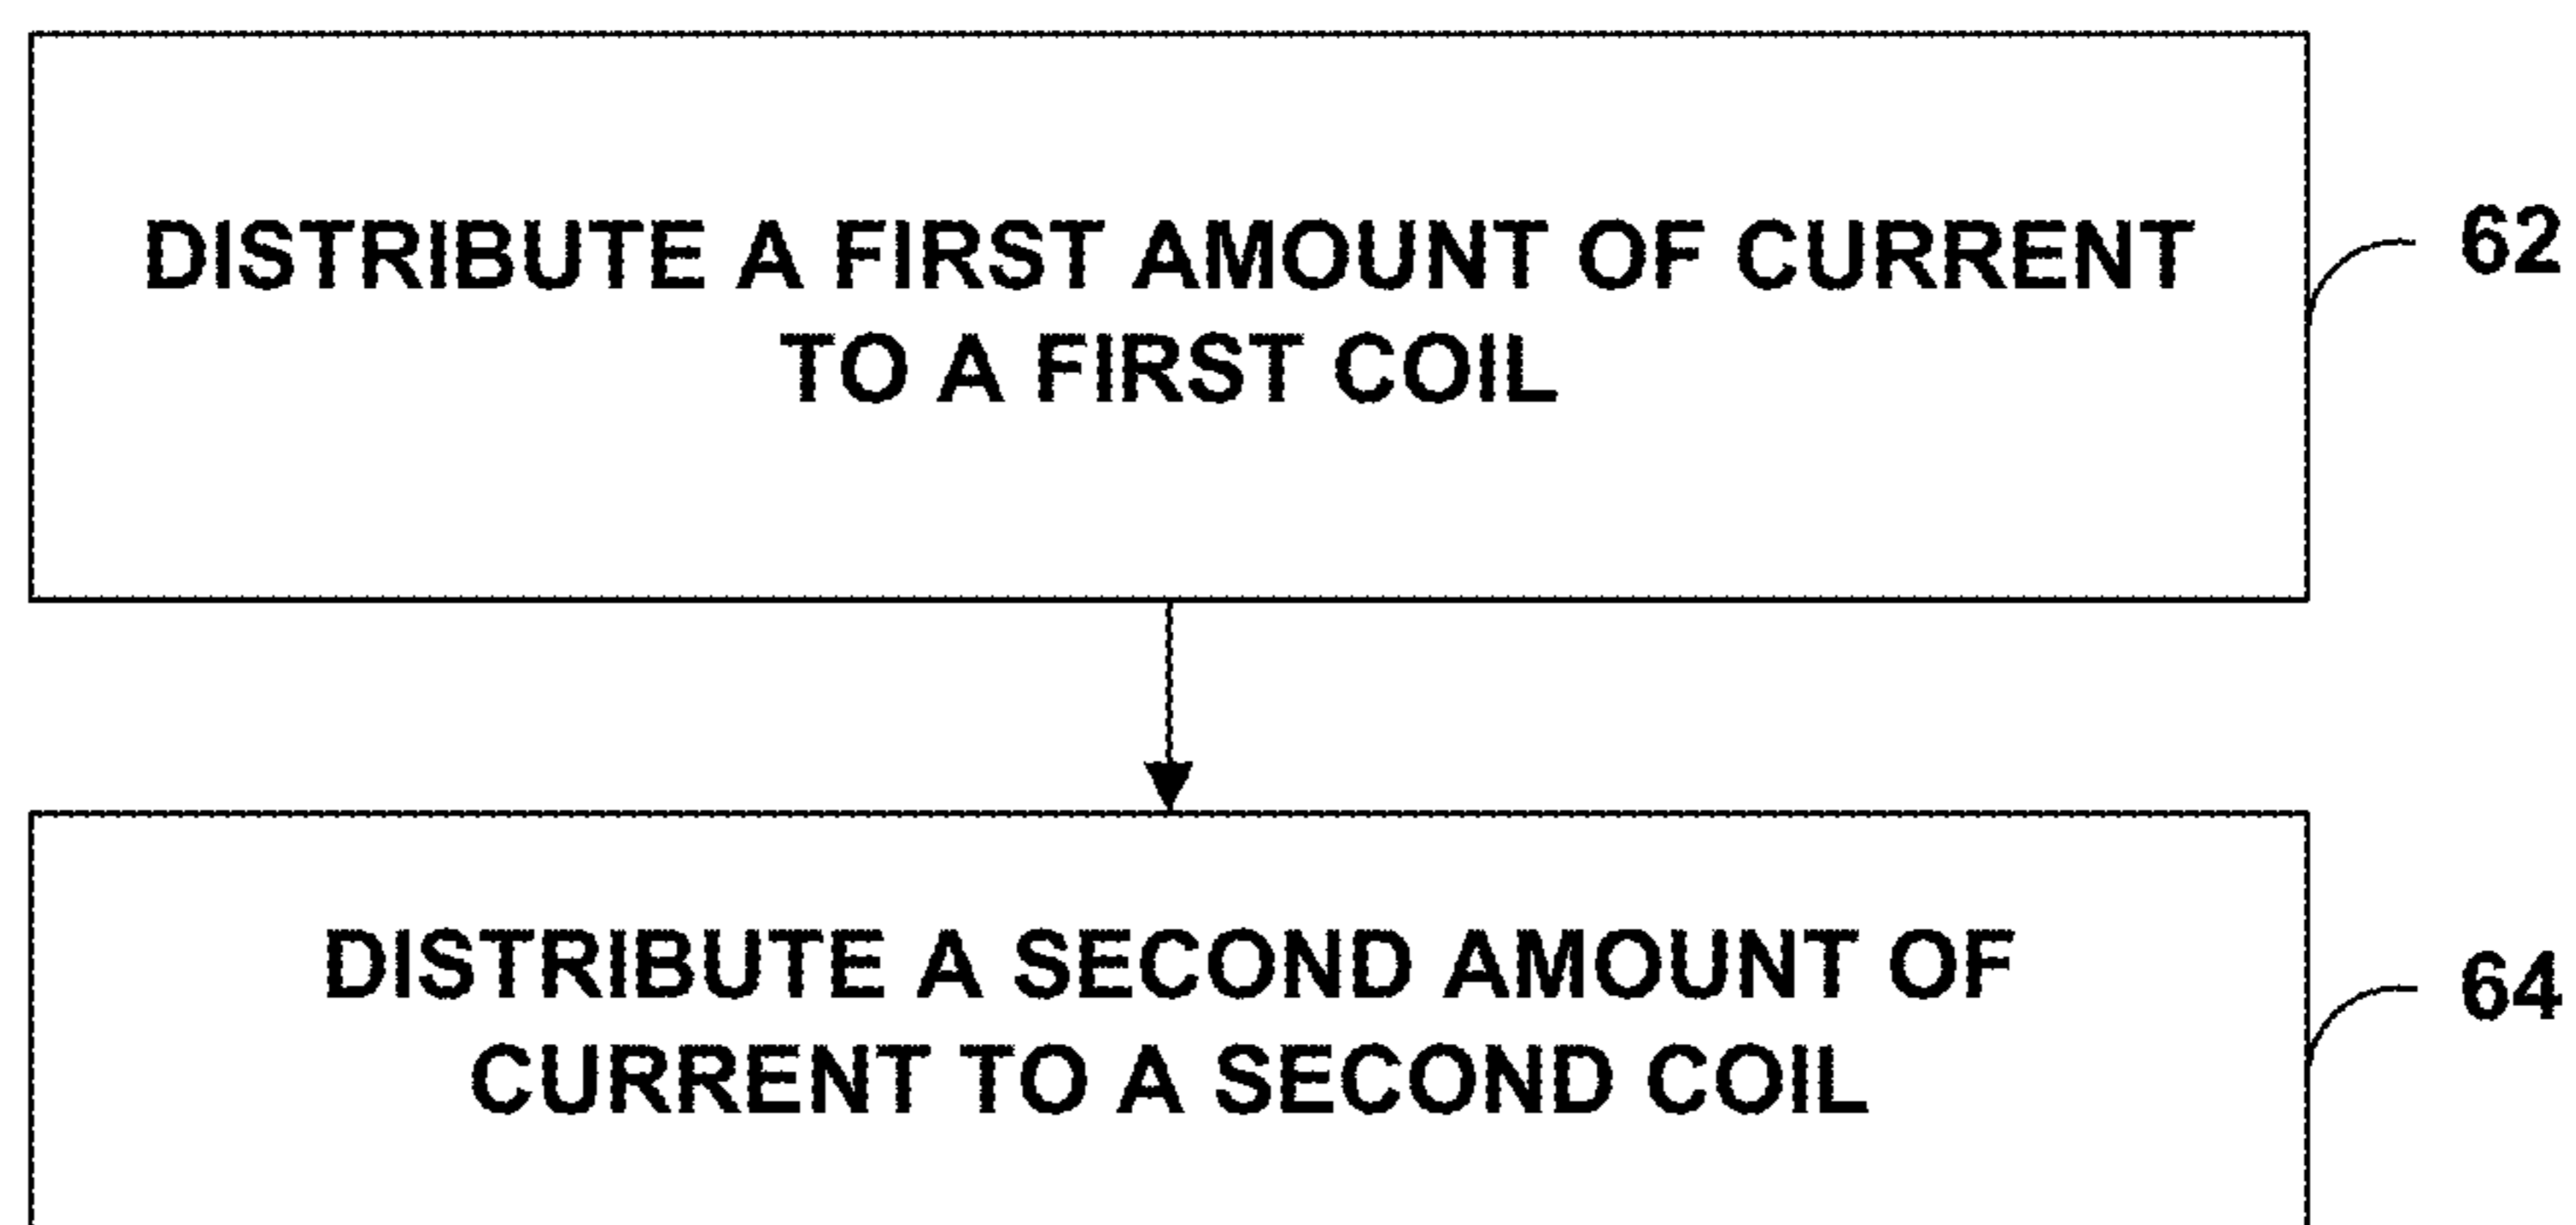 DISTRIBUTE A FIRST AMOUNT OF CURRENT
TO A FIRST COIL
62
DISTRIBUTE A SECOND AMOUNT OF
CURRENT TO A SECOND COIL
64